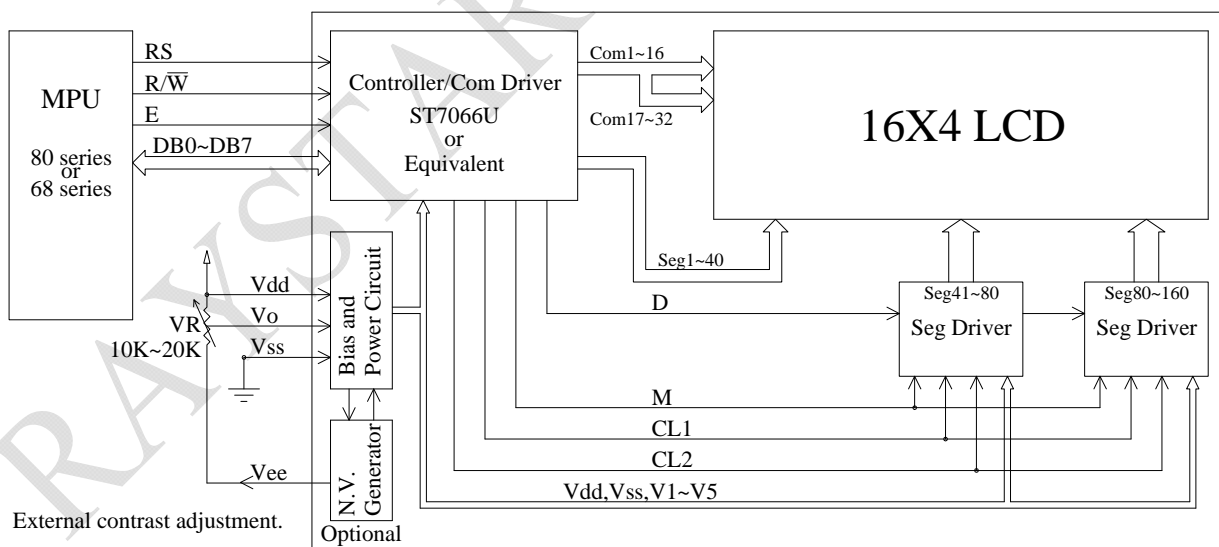 RS
R/W̅
E
DB0~DB7
MPU
80 series
or
68 series
Controller/Com Driver
ST7066U
or
Equivalent
Com1~16
Com17~32
16X4 LCD
Seg1~40
Vdd
Vo
Vss
VR
10K~20K
Bias and
Power Circuit
D
Seg41~80
Seg Driver
Seg80~160
Seg Driver
M
CL1
CL2
Vdd,Vss,V1~V5
Vee
N.V.
Generator
Optional
External contrast adjustment.
RAYSTAR